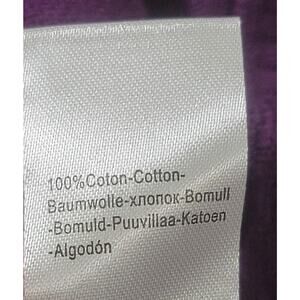 100%Coton-Cotton-
Baumwolle-хлопок-Bomull
-Bomuld-Puuvillaa-Katoen
-Algodón